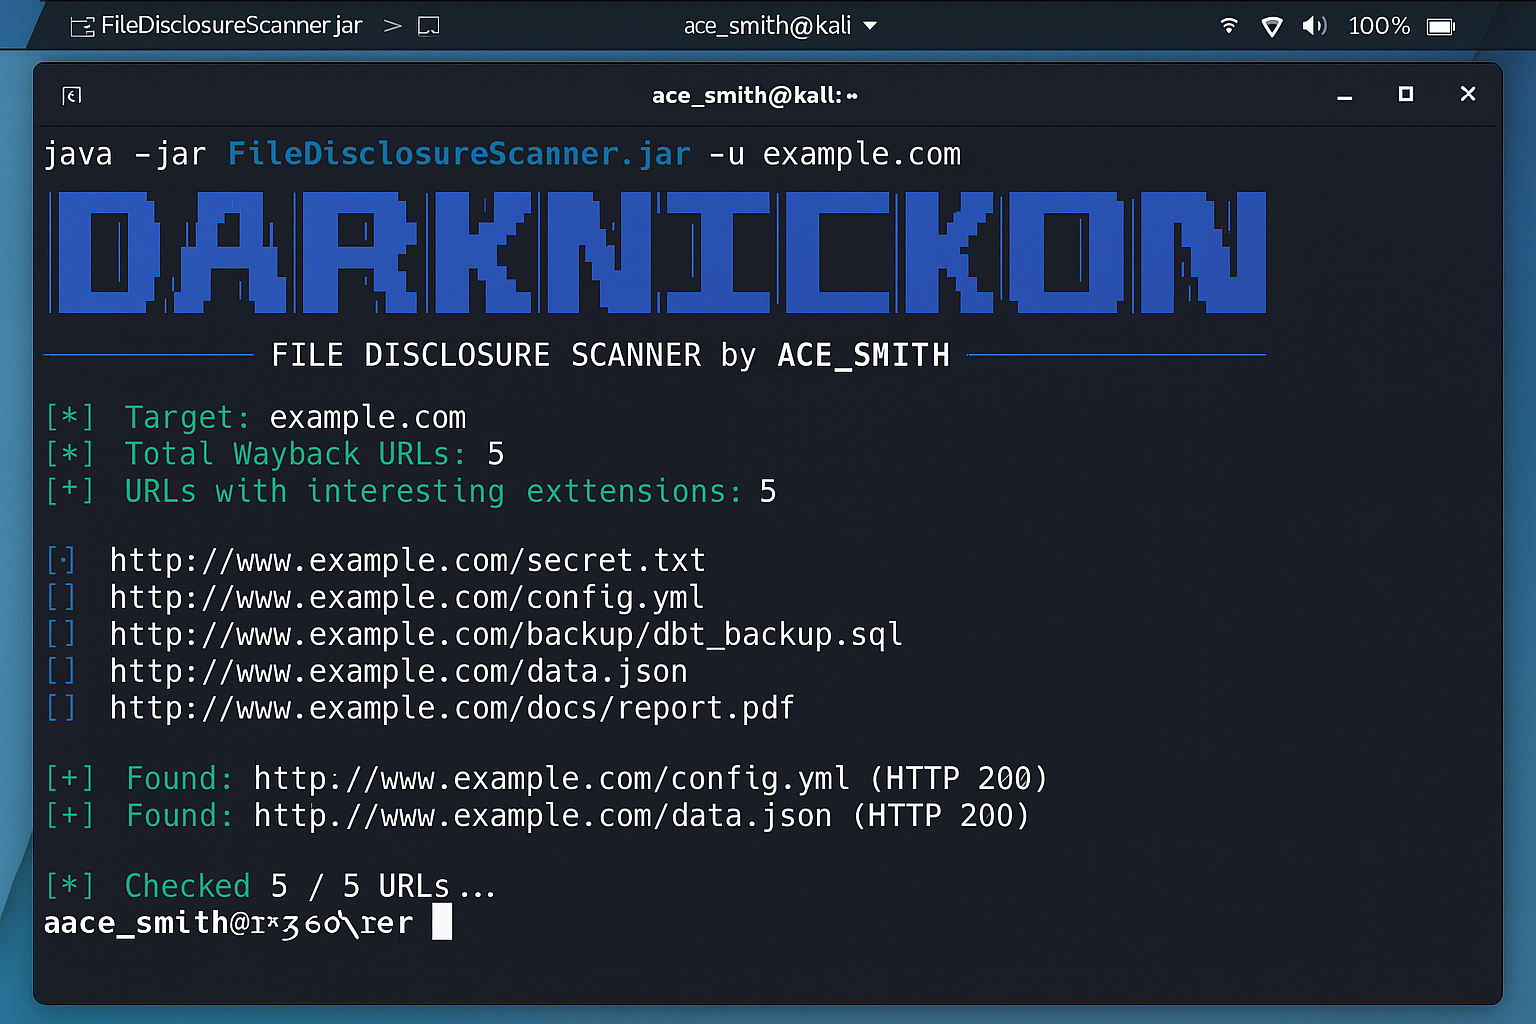 FileDisclosureScanner jar >
ace_smith@kali
100%
ace_smith@kall:
java -jar FileDisclosureScanner.jar -u example.com
DARKNICKON
FILE DISCLOSURE SCANNER by ACE_SMITH
[*] Target: example.com
[*] Total Wayback URLs: 5
[+] URLs with interesting exttensions: 5
[·] http://www.example.com/secret.txt
[ ] http://www.example.com/config.yml
[ ] http://www.example.com/backup/dbt_backup.sql
[ ] http://www.example.com/data.json
[ ] http://www.example.com/docs/report.pdf
[+] Found: http://www.example.com/config.yml (HTTP 200)
[+] Found: http.//www.example.com/data.json (HTTP 200)
[*] Checked 5 / 5 URLs...
aace_smith@